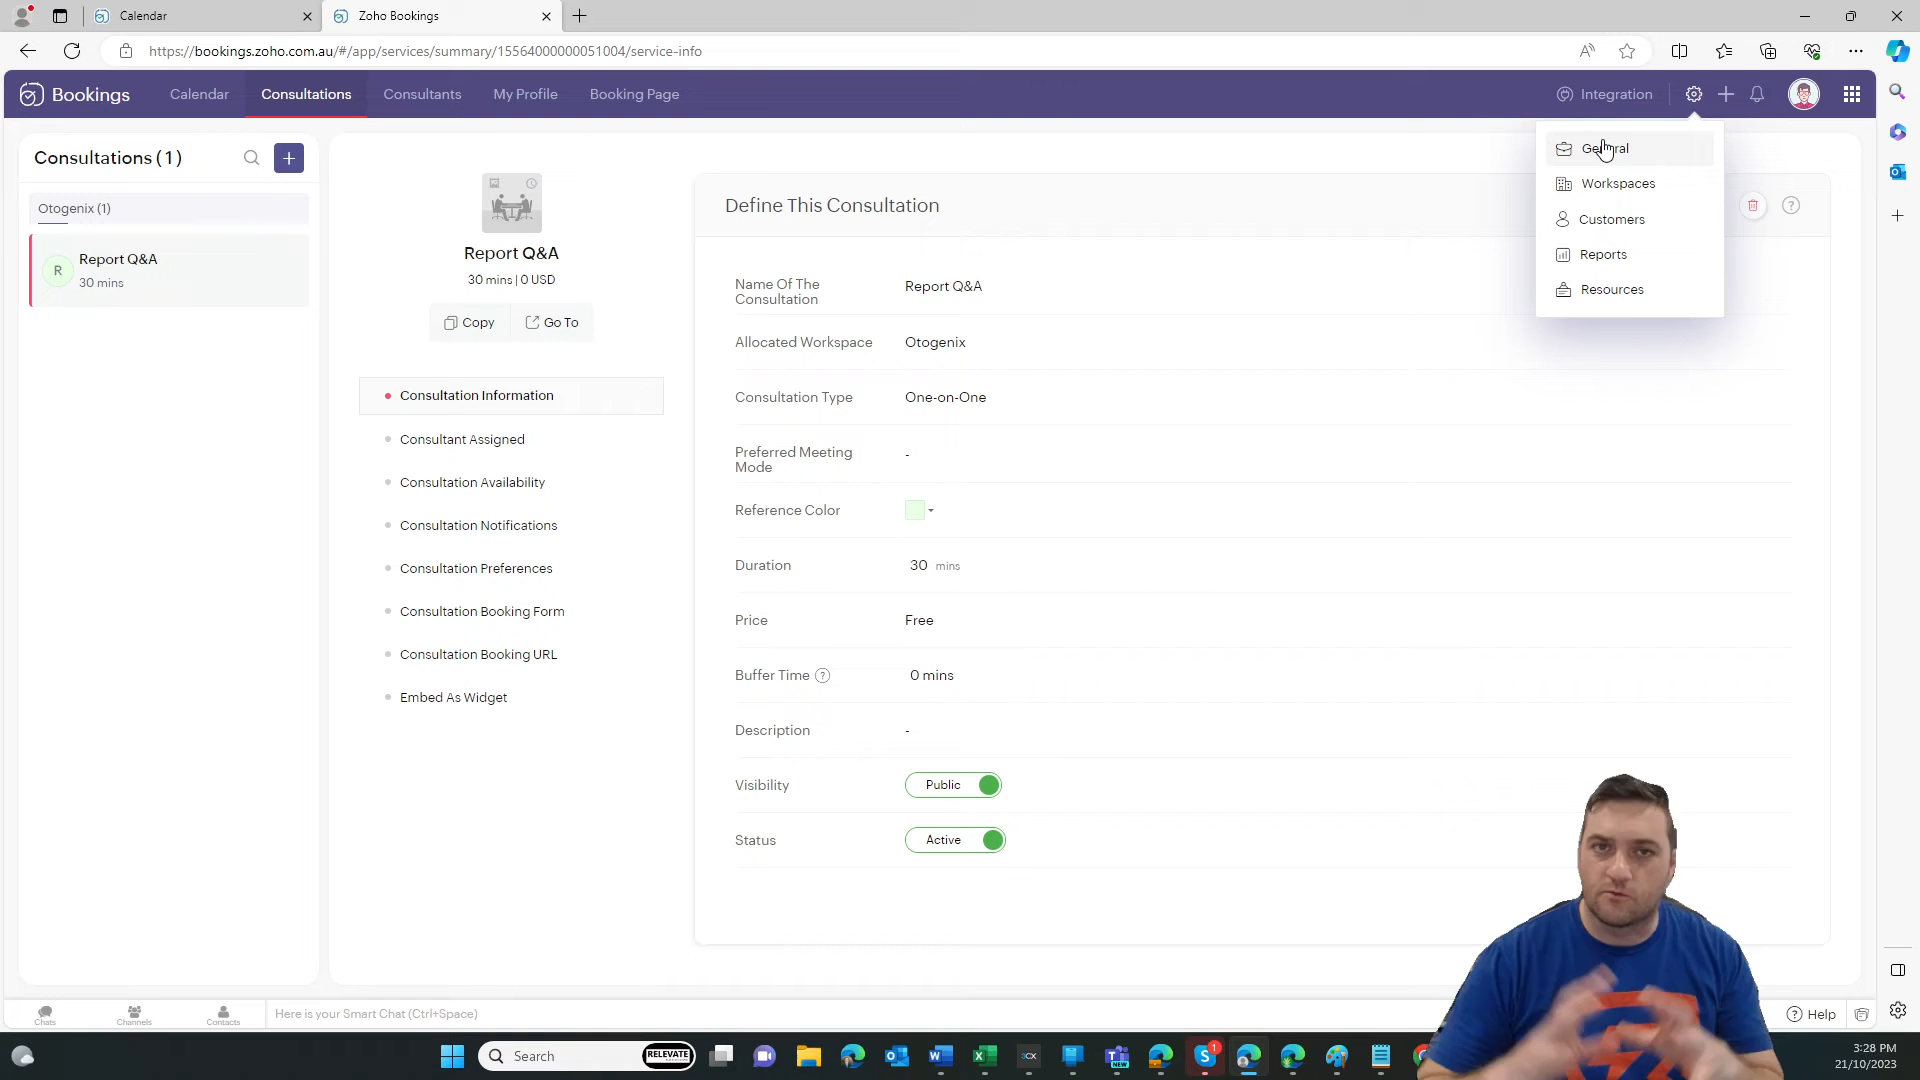 Calendar
Zoho Bookings
https://bookings.zoho.com.au/#/app/services/summary/15564000000051004/service-info
Bookings
Calendar
Consultations
Consultants
My Profile
Booking Page
Integration
General
Workspaces
Customers
Reports
Resources
Consultations (1)
Otogenix (1)
R
Report Q&A
30 mins
Report Q&A
30 mins | 0 USD
Copy
Go To
Consultation Information
Consultant Assigned
Consultation Availability
Consultation Notifications
Consultation Preferences
Consultation Booking Form
Consultation Booking URL
Embed As Widget
Define This Consultation
Name Of The
Consultation
Report Q&A
Allocated Workspace
Otogenix
Consultation Type
One-on-One
Preferred Meeting
Mode
-
Reference Color
Duration
30 mins
Price
Free
Buffer Time
0 mins
Description
-
Visibility
Public
Status
Active
Chats
Channels
Contacts
Here is your Smart Chat (Ctrl+Space)
Help
Search
RELEVATE
3CX
NEW
1
3:28 PM
21/10/2023